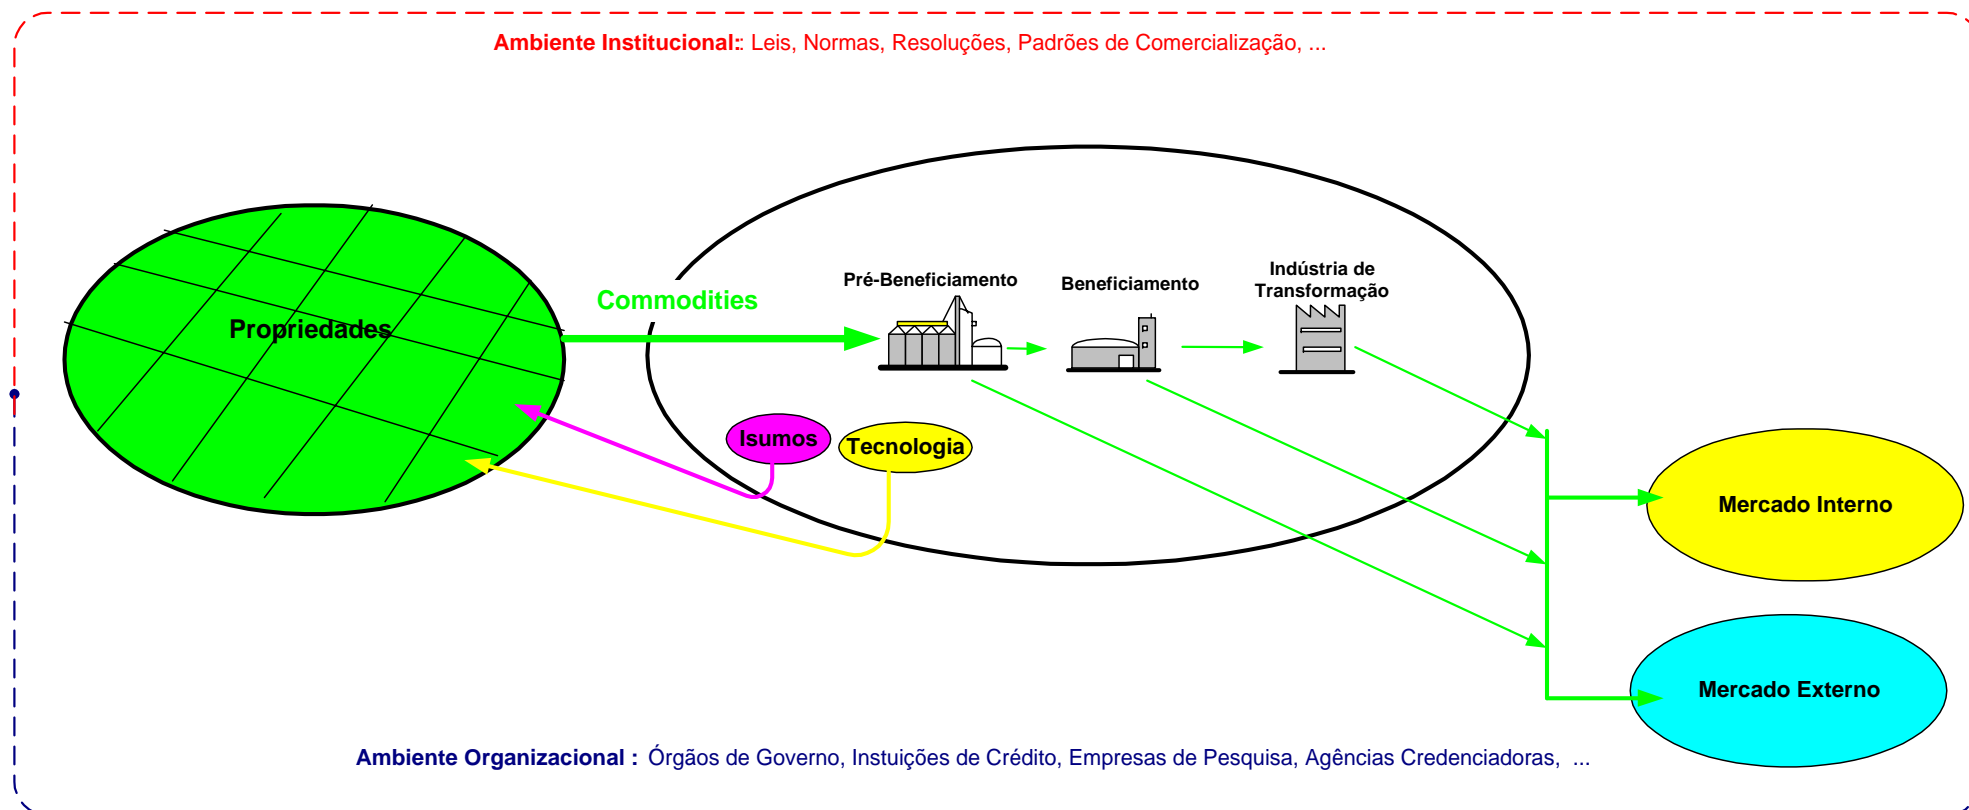 Ambiente Institucional:: Leis, Normas, Resoluções, Padrões de Comercialização, ...
Propriedades
Commodities
Pré-Beneficiamento
Beneficiamento
Indústria de
Transformação
Isumos
Tecnologia
Mercado Interno
Mercado Externo
Ambiente Organizacional : Órgãos de Governo, Instuições de Crédito, Empresas de Pesquisa, Agências Credenciadoras, ...